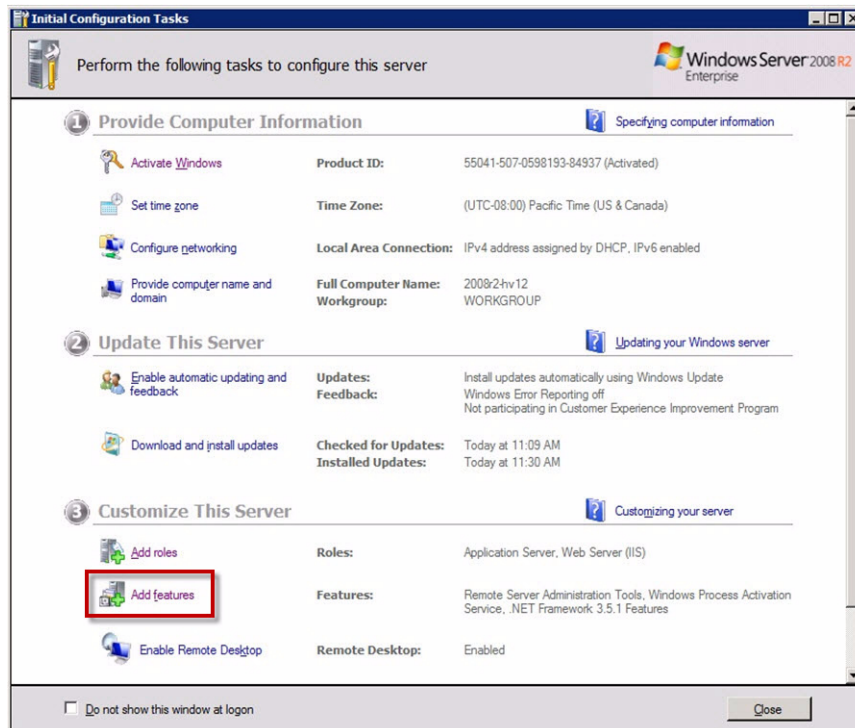 Initial Configuration Tasks
Perform the following tasks to configure this server
Windows Server 2008 R2
Enterprise
1 Provide Computer Information
Specifying computer information
Activate Windows Product ID: 55041-507-0598193-84937 (Activated)
Set time zone Time Zone: (UTC-08:00) Pacific Time (US & Canada)
Configure networking Local Area Connection: IPv4 address assigned by DHCP, IPv6 enabled
Provide computer name and Full Computer Name: 2008r2-hv12
domain Workgroup: WORKGROUP
2 Update This Server
Updating your Windows server
Enable automatic updating and Updates: Install updates automatically using Windows Update
feedback Feedback: Windows Error Reporting off
Not participating in Customer Experience Improvement Program
Download and install updates Checked for Updates: Today at 11:09 AM
Installed Updates: Today at 11:30 AM
3 Customize This Server
Customizing your server
Add roles Roles: Application Server, Web Server (IIS)
Add features Features: Remote Server Administration Tools, Windows Process Activation
Service, .NET Framework 3.5.1 Features
Enable Remote Desktop Remote Desktop: Enabled
Do not show this window at logon
Close